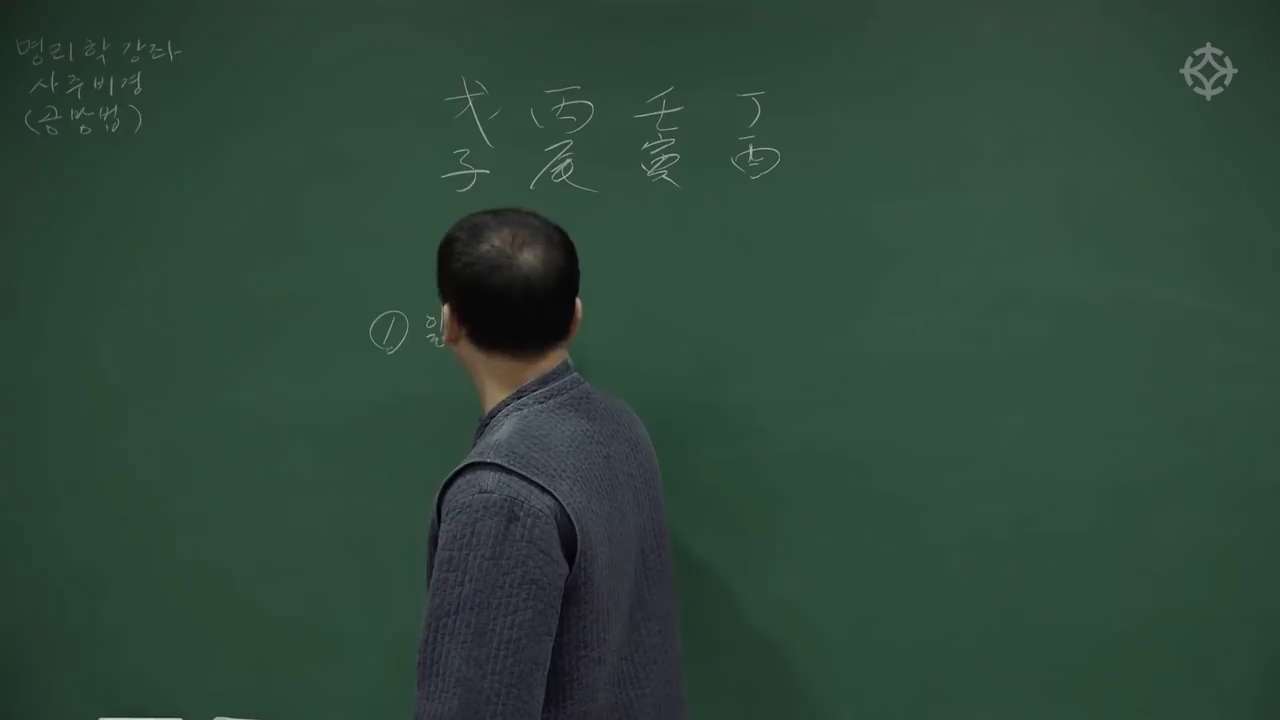 명리학 강좌
사주비경
(공망법)
戊 丙 壬 丁
子 辰 寅 酉
① 일